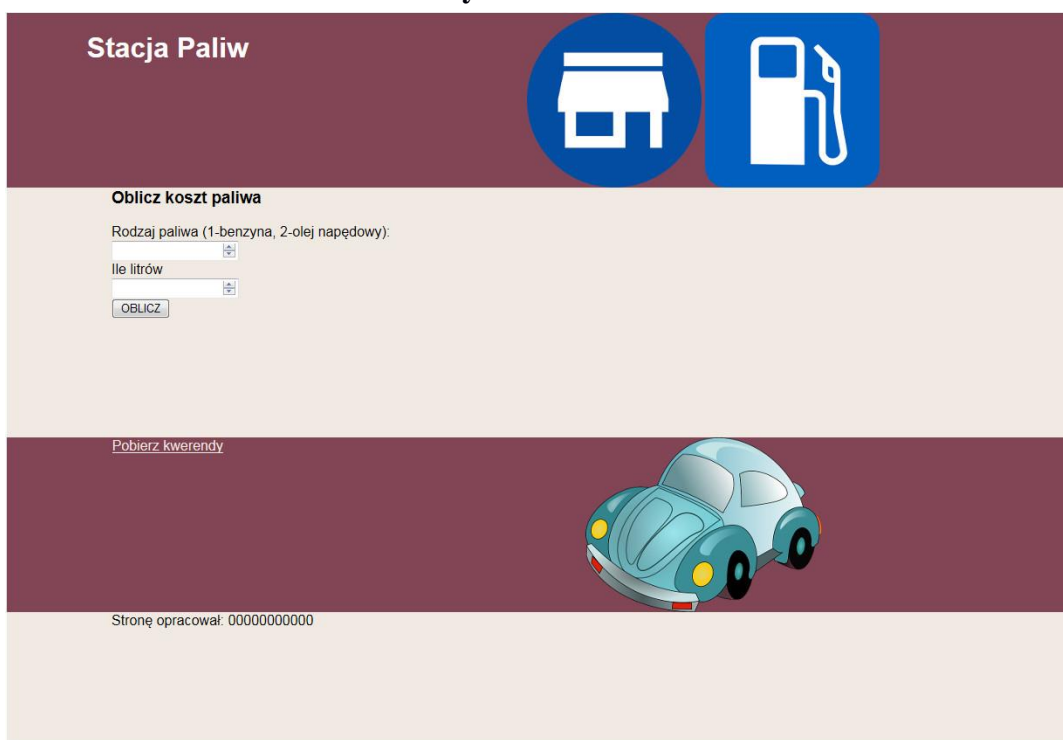 Stacja Paliw
Oblicz koszt paliwa
Rodzaj paliwa (1-benzyna, 2-olej napędowy):
Ile litrów
OBLICZ
Pobierz kwerendy
Stronę opracował: 00000000000